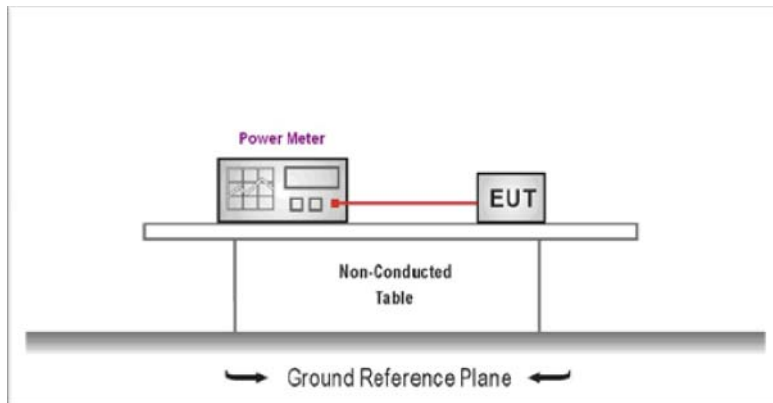 Power Meter
EUT
Non-Conducted
Table
Ground Reference Plane